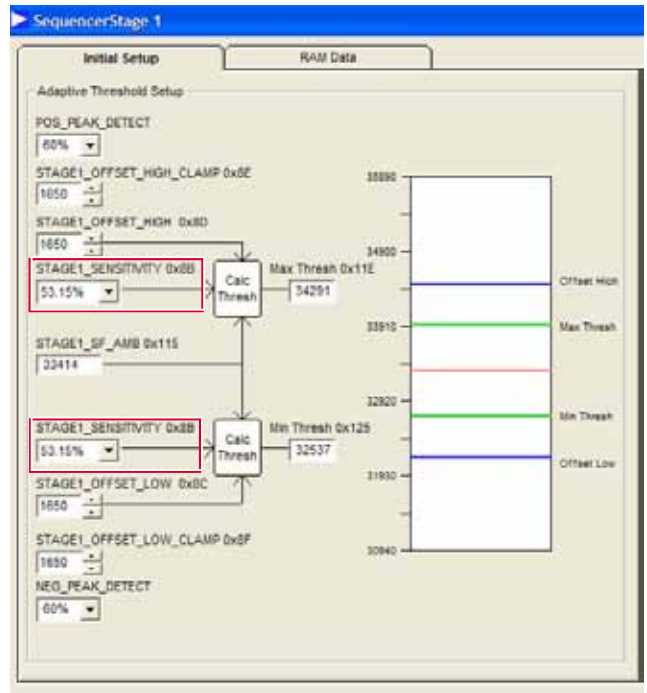 SequencerStage 1
Initial Setup
RAM Data
Adaptive Threshold Setup
POS_PEAK_DETECT
60%
STAGE1_OFFSET_HIGH_CLAMP 0x8E
1650
STAGE1_OFFSET_HIGH 0x8D
1650
STAGE1_SENSITIVITY 0x8B
53.15%
Calc Thresh
Max Thresh 0x11E
34291
STAGE1_SF_AMB 0x115
33414
STAGE1_SENSITIVITY 0x8B
53.15%
Calc Thresh
Min Thresh 0x125
32537
STAGE1_OFFSET_LOW 0x8C
1650
STAGE1_OFFSET_LOW_CLAMP 0x8F
1650
NEG_PEAK_DETECT
60%
34900
33910
32920
31930
30940
Offset High
Max Thresh
Min Thresh
Offset Low